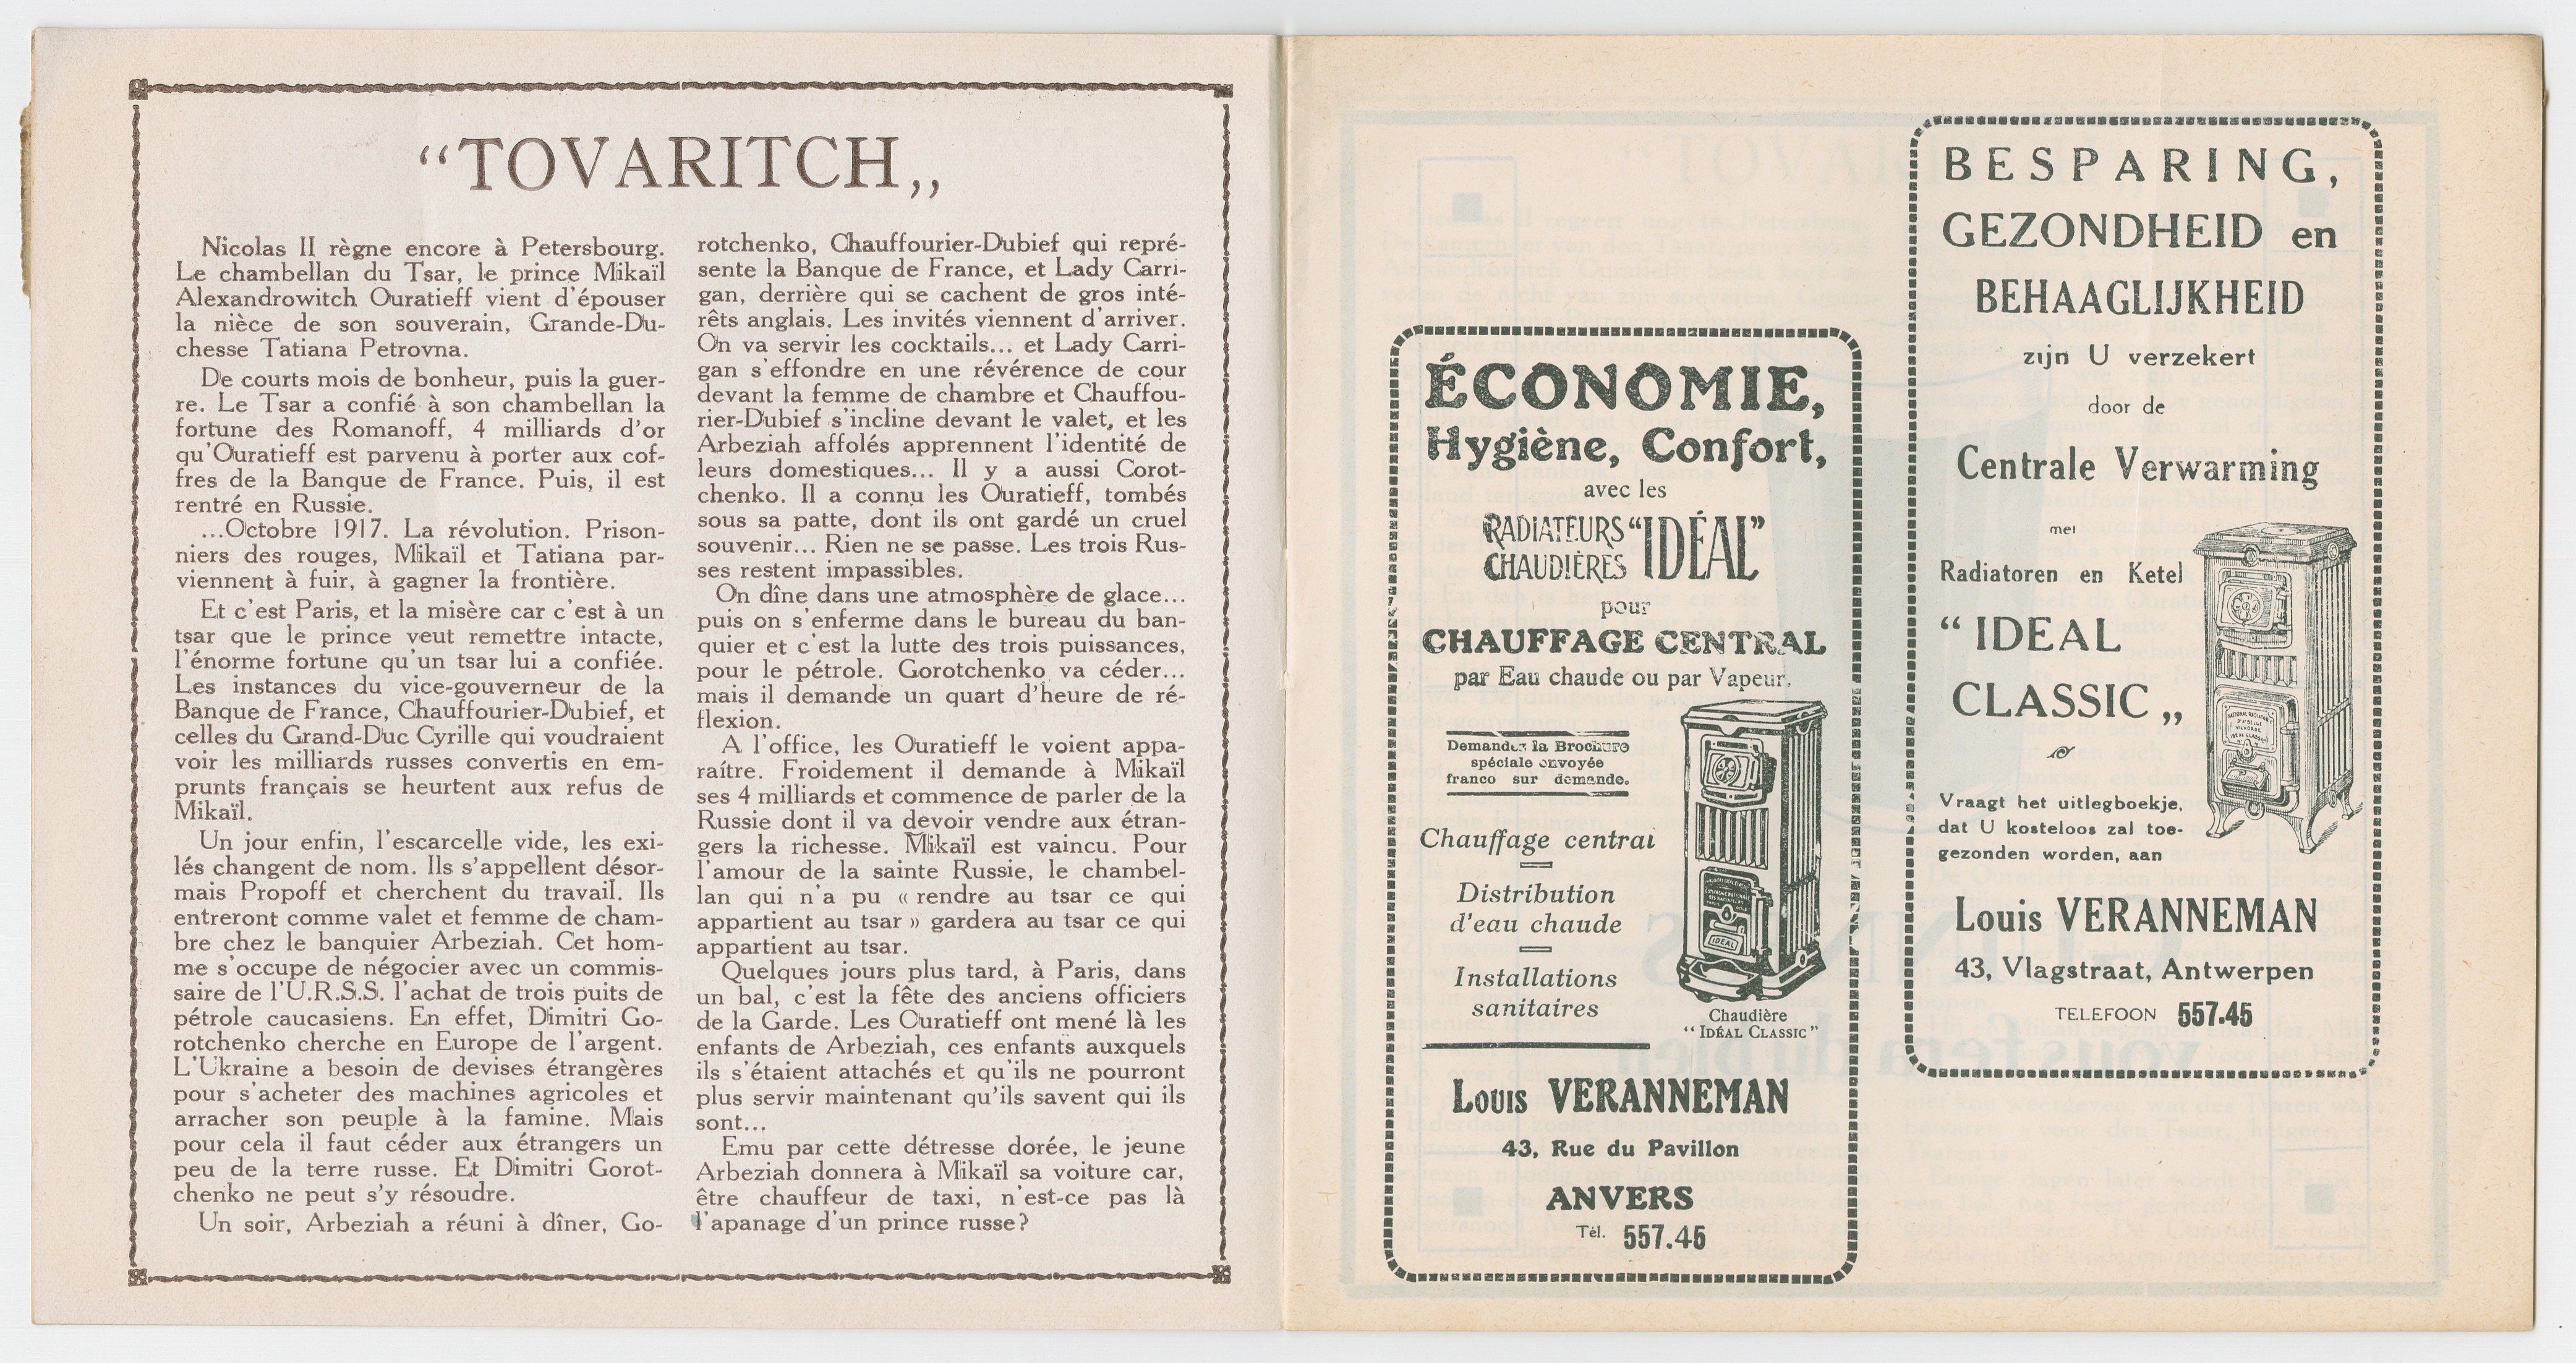 “TOVARITCH„
Nicolas II règne encore à Petersbourg.
Le chambellan du Tsar, le prince Mikaïl
Alexandrowitch Ouratieff vient d’épouser
la nièce de son souverain, Grande-Du-
chesse Tatiana Petrovna.
De courts mois de bonheur, puis la guer-
re. Le Tsar a confié à son chambellan la
fortune des Romanoff, 4 milliards d’or
qu’Ouratieff est parvenu à porter aux cof-
fres de la Banque de France. Puis, il est
rentré en Russie.
...Octobre 1917. La révolution. Prison-
niers des rouges, Mikaïl et Tatiana par-
viennent à fuir, à gagner la frontière.
Et c’est Paris, et la misère car c’est à un
tsar que le prince veut remettre intacte,
l’énorme fortune qu’un tsar lui a confiée.
Les instances du vice-gouverneur de la
Banque de France, Chauffourier-Dubief, et
celles du Grand-Duc Cyrille qui voudraient
voir les milliards russes convertis en em-
prunts français se heurtent aux refus de
Mikaïl.
Un jour enfin, l’escarcelle vide, les exi-
lés changent de nom. Ils s’appellent désor-
mais Propoff et cherchent du travail. Ils
entreront comme valet et femme de cham-
bre chez le banquier Arbeziah. Cet hom-
me s’occupe de négocier avec un commis-
saire de l’U.R.S.S. l’achat de trois puits de
pétrole caucasiens. En effet, Dimitri Go-
rotchenko cherche en Europe de l’argent.
L’Ukraine a besoin de devises étrangères
pour s’acheter des machines agricoles et
arracher son peuple à la famine. Mais
pour cela il faut céder aux étrangers un
peu de la terre russe. Et Dimitri Gorot-
chenko ne peut s’y résoudre.
Un soir, Arbeziah a réuni à dîner, Go-
rotchenko, Chauffourier-Dubief qui repré-
sente la Banque de France, et Lady Carri-
gan, derrière qui se cachent de gros inté-
rêts anglais. Les invités viennent d’arriver.
On va servir les cocktails... et Lady Carri-
gan s’effondre en une révérence de cour
devant la femme de chambre et Chauffou-
rier-Dubief s’incline devant le valet, et les
Arbeziah affolés apprennent l’identité de
leurs domestiques... Il y a aussi Corot-
chenko. Il a connu les Ouratieff, tombés
sous sa patte, dont ils ont gardé un cruel
souvenir... Rien ne se passe. Les trois Rus-
ses restent impassibles.
On dîne dans une atmosphère de glace...
puis on s’enferme dans le bureau du ban-
quier et c’est la lutte des trois puissances,
pour le pétrole. Gorotchenko va céder...
mais il demande un quart d’heure de ré-
flexion.
A l’office, les Ouratieff le voient appa-
raître. Froidement il demande à Mikaïl
ses 4 milliards et commence de parler de la
Russie dont il va devoir vendre aux étran-
gers la richesse. Mikaïl est vaincu. Pour
l’amour de la sainte Russie, le chambel-
lan qui n’a pu « rendre au tsar ce qui
appartient au tsar » gardera au tsar ce qui
appartient au tsar.
Quelques jours plus tard, à Paris, dans
un bal, c’est la fête des anciens officiers
de la Garde. Les Ouratieff ont mené là les
enfants de Arbeziah, ces enfants auxquels
ils s’étaient attachés et qu’ils ne pourront
plus servir maintenant qu’ils savent qui ils
sont...
Emu par cette détresse dorée, le jeune
Arbeziah donnera à Mikaïl sa voiture car,
être chauffeur de taxi, n’est-ce pas là
l’apanage d’un prince russe?
ÉCONOMIE,
Hygiène, Confort,
avec les
RADIATEURS
CHAUDIÈRES “IDÉAL”
pour
CHAUFFAGE CENTRAL
par Eau chaude ou par Vapeur.
Demandez la Brochure
spéciale envoyée
franco sur demande.
Chauffage central
Distribution
d’eau chaude
Installations
sanitaires
IDEAL
Chaudière
“IDÉAL CLASSIC”
Louis VERANNEMAN
43, Rue du Pavillon
ANVERS
Tél. 557.45
BESPARING,
GEZONDHEID en
BEHAAGLIJKHEID
zijn U verzekert
door de
Centrale Verwarming
met
Radiatoren en Ketel
“IDEAL
CLASSIC„
Vraagt het uitlegboekje,
dat U kosteloos zal toe-
gezonden worden, aan
Louis VERANNEMAN
43, Vlagstraat, Antwerpen
TELEFOON 557.45